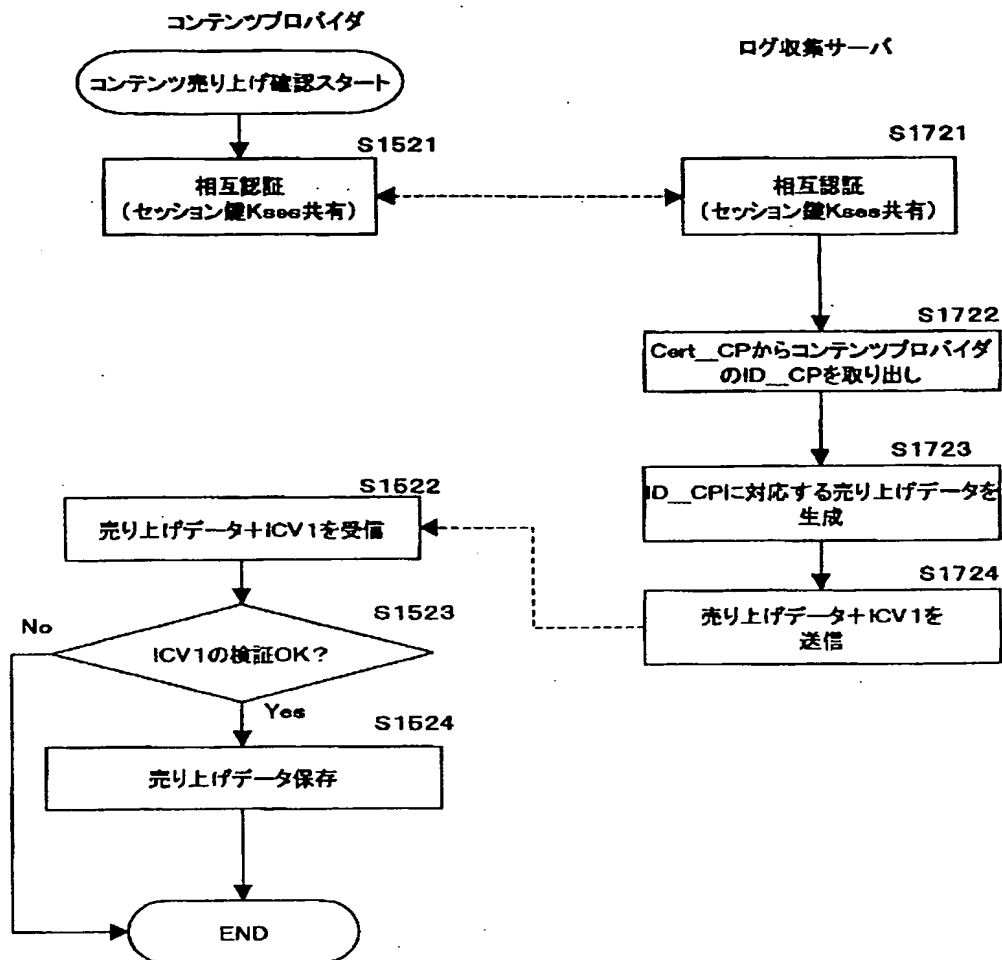 コンテンツプロバイダ
ログ収集サーバ
コンテンツ売り上げ確認スタート
S1521
相互認証
(セッション鍵Kses共有)
S1721
相互認証
(セッション鍵Kses共有)
S1722
Cert__CPからコンテンツプロバイダ
のID__CPを取り出し
S1723
ID__CPに対応する売り上げデータを
生成
S1724
売り上げデータ+ICV1を
送信
S1522
売り上げデータ+ICV1を受信
S1523
ICV1の検証OK?
No
Yes
S1524
売り上げデータ保存
END